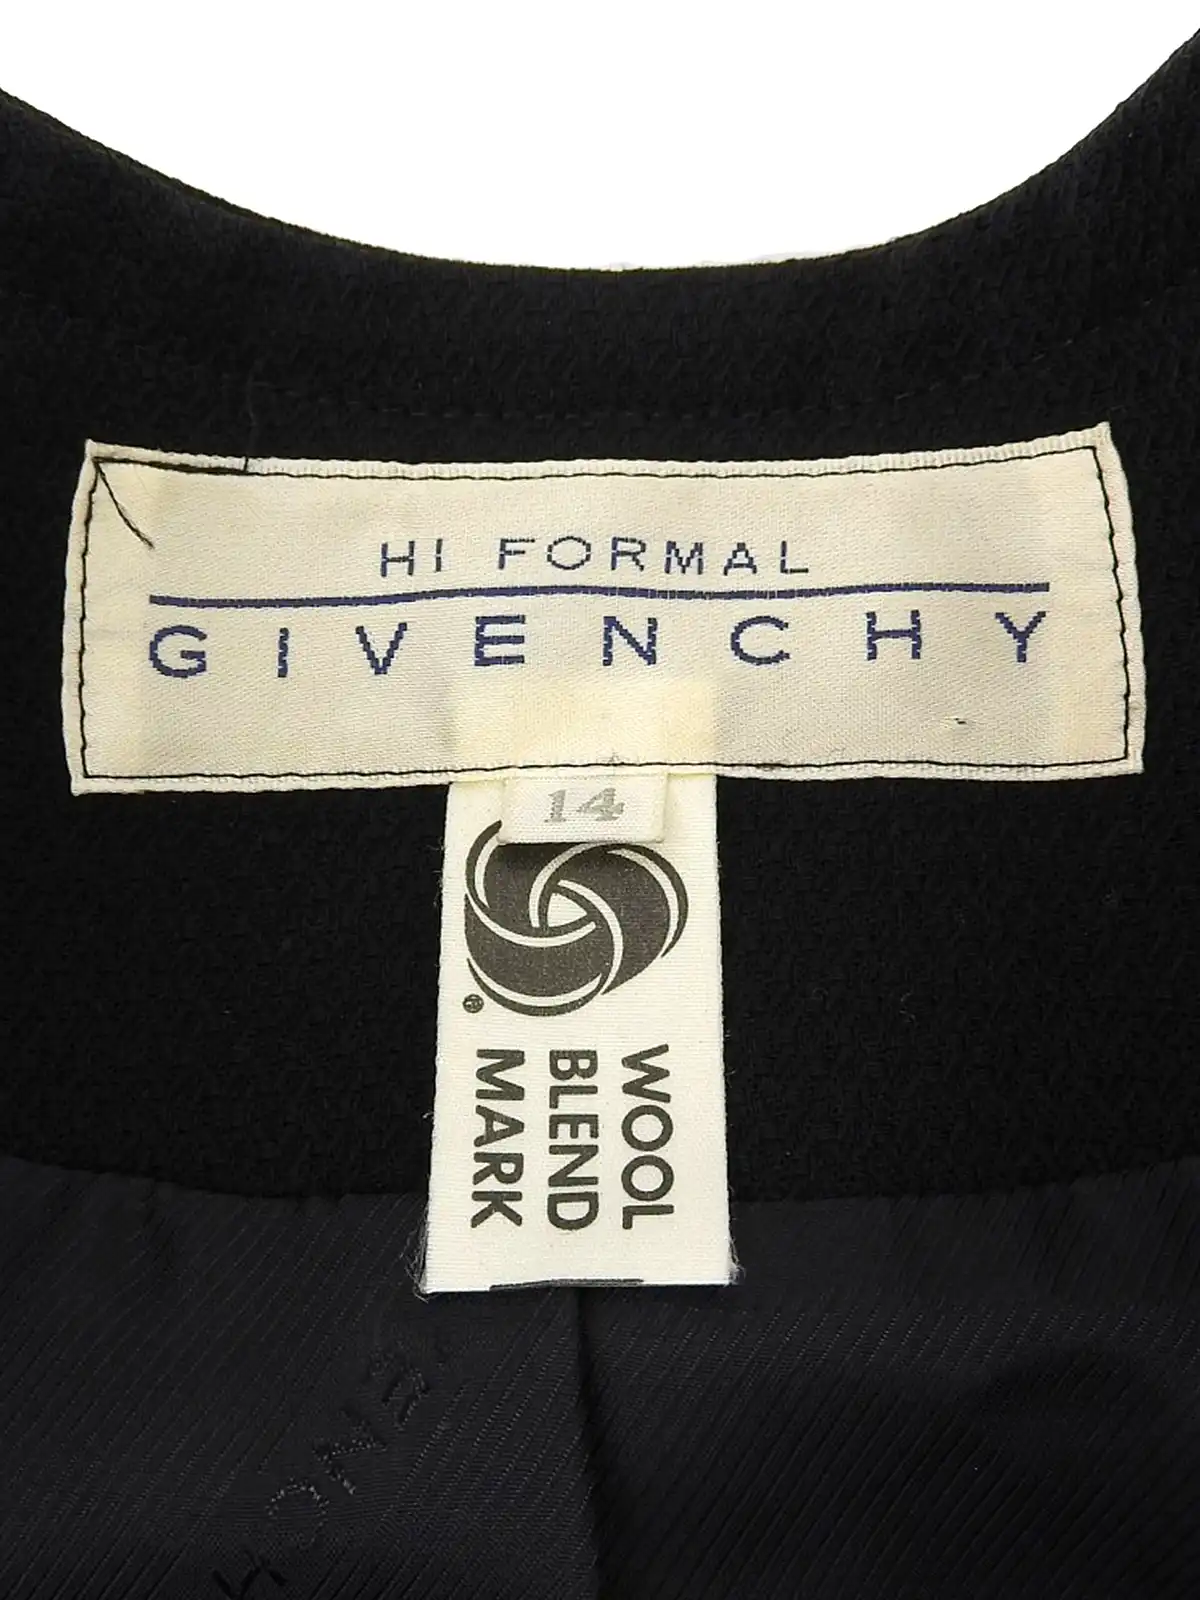 HI FORMAL
GIVENCHY
14
®
WOOL
BLEND
MARK